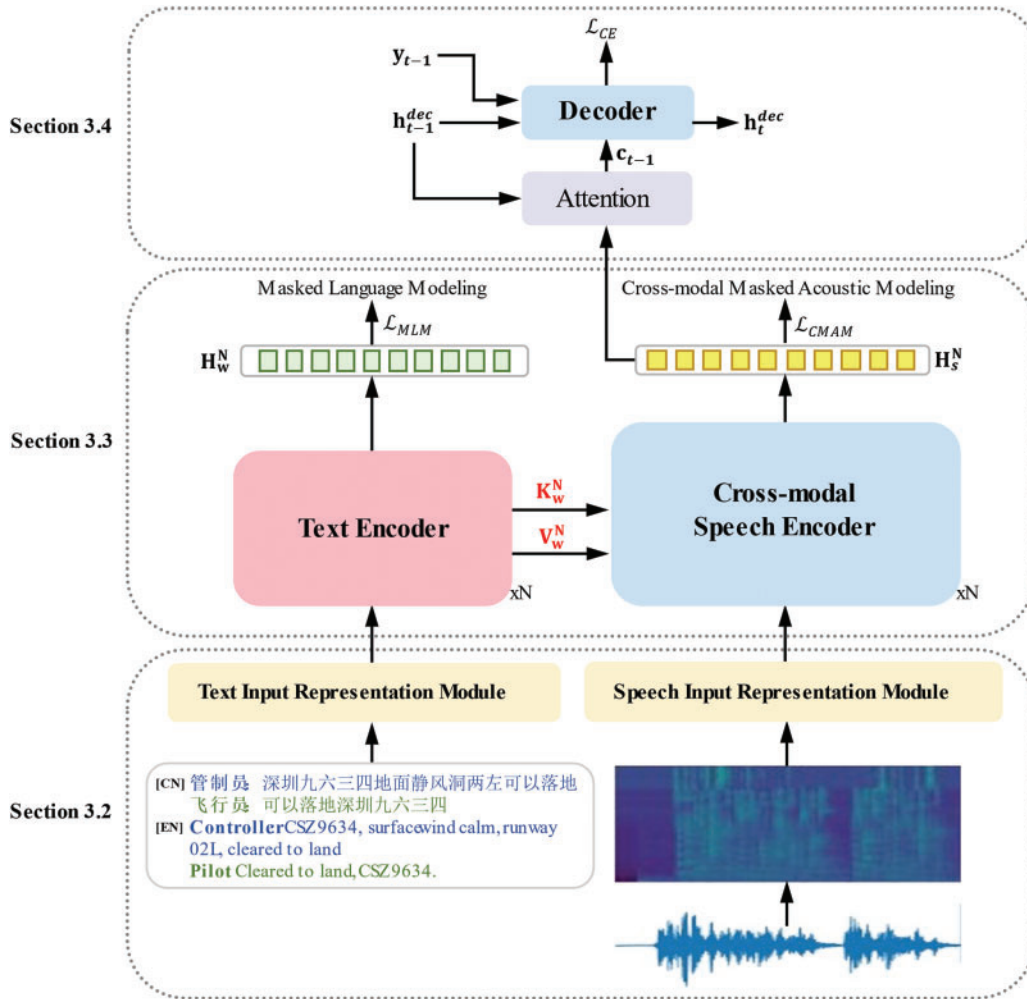 ℒ_CE
y_{t−1}
Decoder
Section 3.4
h^{dec}_{t−1}
h^{dec}_t
c_{t−1}
Attention
Masked Language Modeling
Cross-modal Masked Acoustic Modeling
ℒ_MLM
ℒ_CMAM
H^N_w
H^N_s
Section 3.3
K^N_w
Text Encoder
Cross-modal
Speech Encoder
V^N_w
xN
xN
Text Input Representation Module
Speech Input Representation Module
Section 3.2
[CN] 管制员: 深圳九六三四地面静风洞两左可以落地
飞行员: 可以落地深圳九六三四
[EN] Controller CSZ9634, surface wind calm, runway
02L, cleared to land
Pilot Cleared to land, CSZ9634.